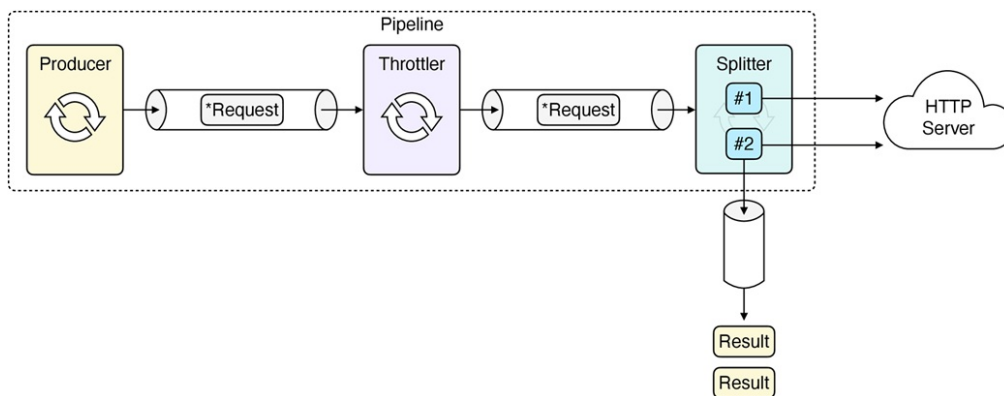 Pipeline
Producer
Throttler
Splitter
*Request
*Request
#1
#2
HTTP
Server
Result
Result